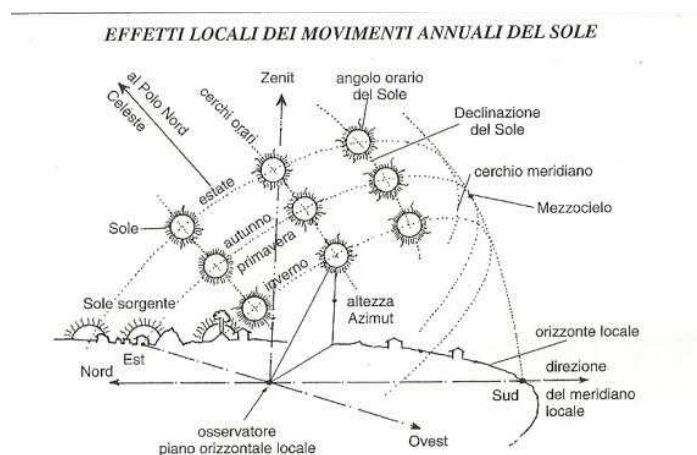 EFFETTI LOCALI DEI MOVIMENTI ANNUALI DEL SOLE
al Polo Nord
Celeste
cerchi orari
Zenit
angolo orario
del Sole
Declinazione
del Sole
cerchio meridiano
Mezzocielo
estate
Sole
autunno
primavera
inverno
Sole sorgente
altezza
Azimut
orizzonte locale
Est
Nord
direzione
Sud
del meridiano
locale
osservatore
piano orizzontale locale
Ovest